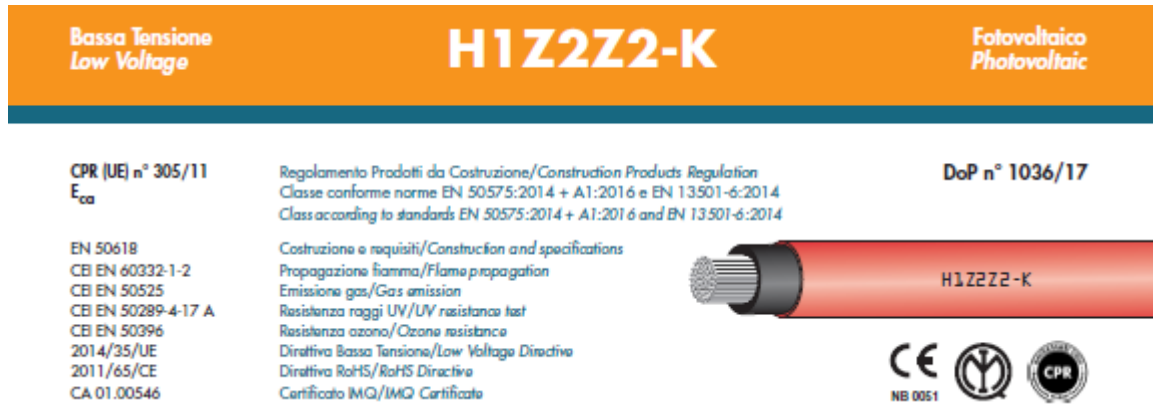 Bassa Tensione
Low Voltage
H1Z2Z2-K
Fotovoltaico
Photovoltaic
CPR (UE) n° 305/11
Eca
Regolamento Prodotti da Costruzione/Construction Products Regulation
Classe conforme norme EN 50575:2014 + A1:2016 e EN 13501-6:2014
Class according to standards EN 50575:2014 + A1:2016 and EN 13501-6:2014
DoP n° 1036/17
EN 50618 Costruzione e requisiti/Construction and specifications
CEI EN 60332-1-2 Propagazione fiamma/Flame propagation
CEI EN 50525 Emissione gas/Gas emission
CEI EN 50289-4-17 A Resistenza raggi UV/UV resistance test
CEI EN 50396 Resistenza ozono/Ozone resistance
2014/35/UE Direttiva Bassa Tensione/Low Voltage Directive
2011/65/CE Direttiva RoHS/RoHS Directive
CA 01.00546 Certificato IMQ/IMQ Certificate
H1Z2Z2-K
CE
NB 0051
CPR